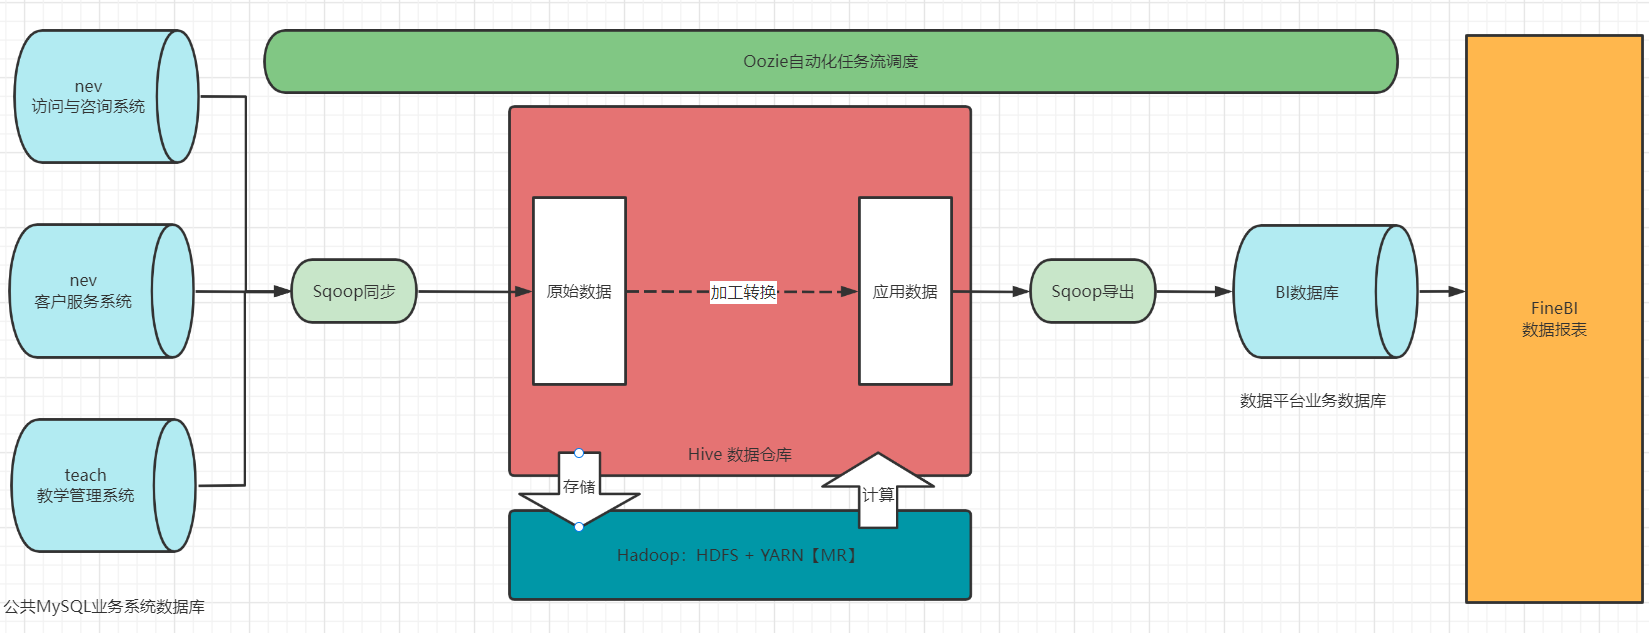 Oozie自动化任务流调度
nev
访问与咨询系统
nev
客户服务系统
teach
教学管理系统
公共MySQL业务系统数据库
Sqoop同步
原始数据
加工转换
应用数据
Hive 数据仓库
存储
计算
Hadoop：HDFS + YARN【MR】
Sqoop导出
BI数据库
数据平台业务数据库
FineBI
数据报表